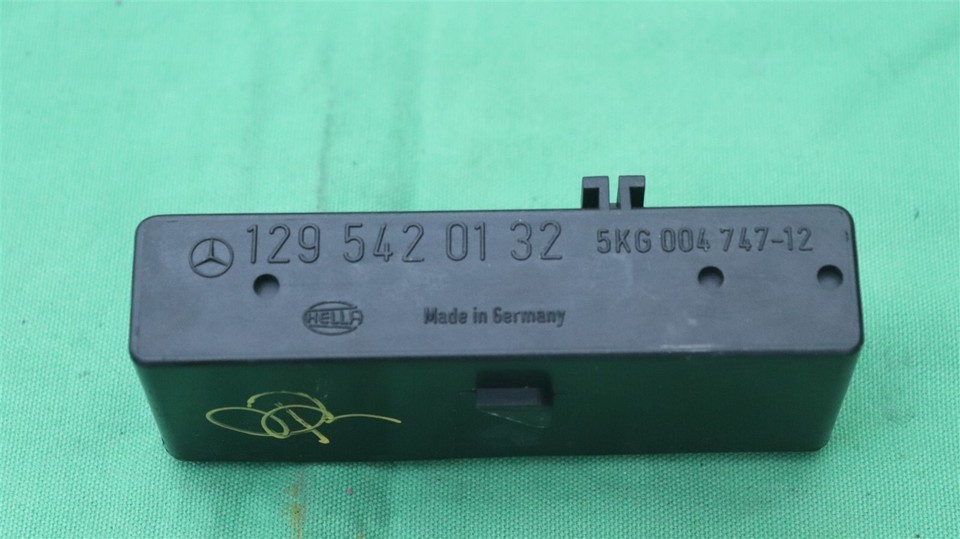 129 542 01 32 5KG 004 747-12
HELLA Made in Germany